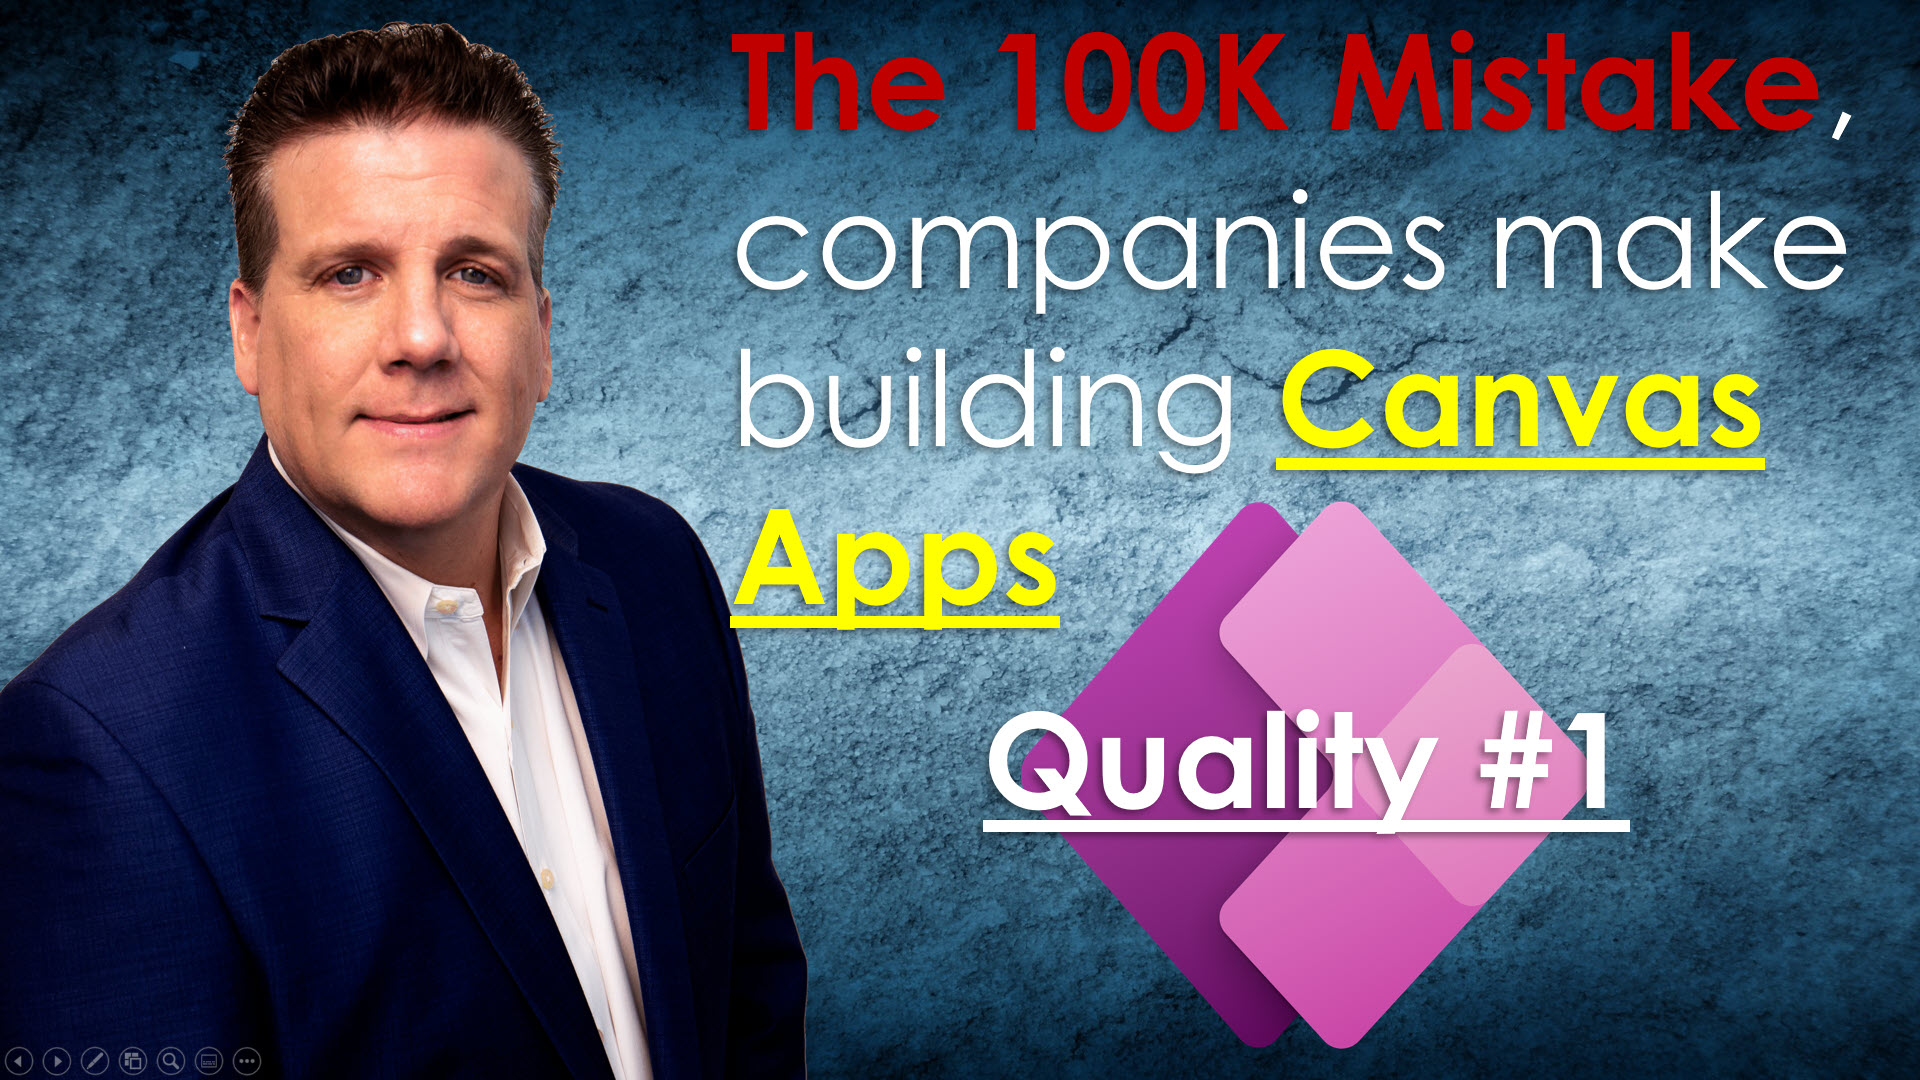 The 100K Mistake,
companies make
building Canvas
Apps
Quality #1